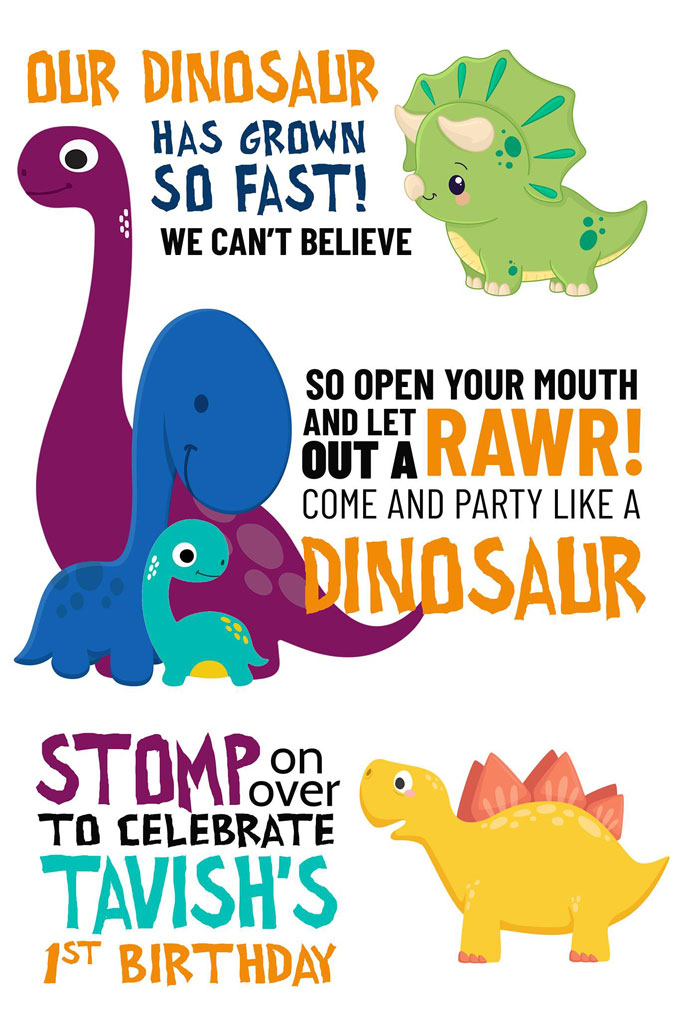 OUR DINOSAUR
HAS GROWN
SO FAST!
WE CAN'T BELIEVE
SO OPEN YOUR MOUTH
AND LET
OUT A RAWR!
COME AND PARTY LIKE A
DINOSAUR
STOMP on
over
TO CELEBRATE
TAVISH'S
1ST BIRTHDAY